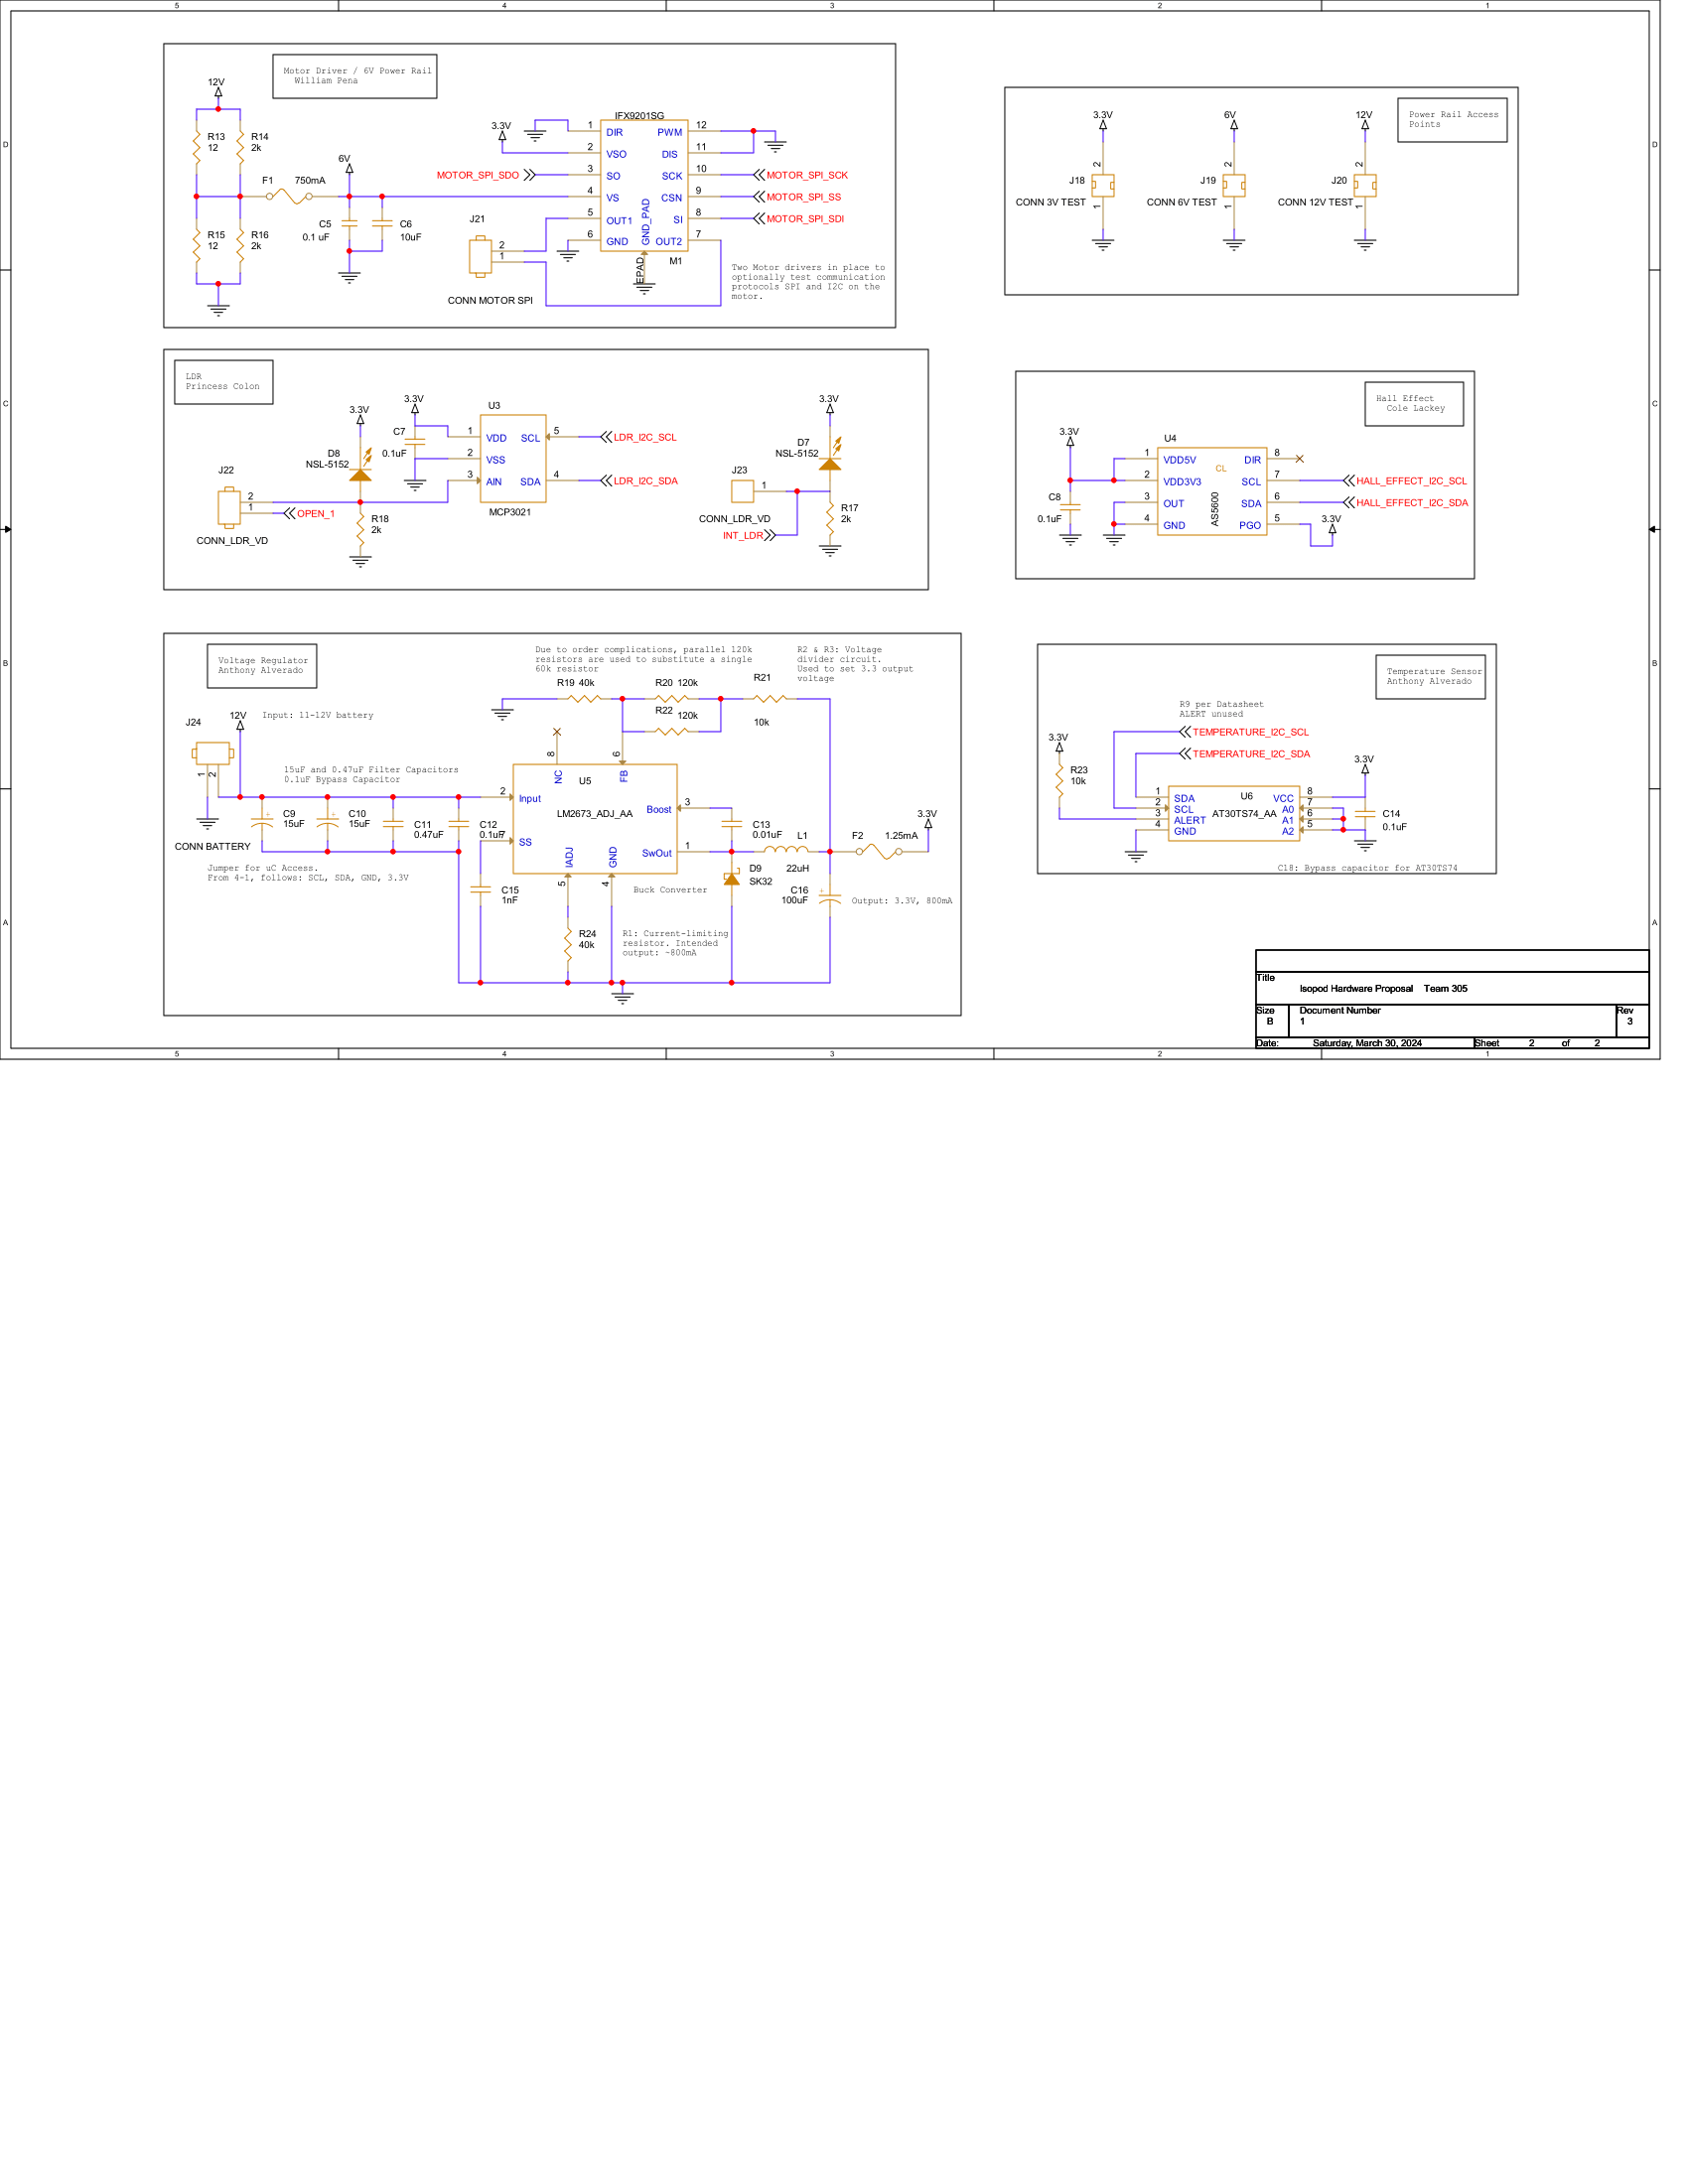 5
4
3
2
1
D
C
B
A
Motor Driver / 6V Power Rail
William Pena
12V
R13
12
R14
2k
R15
12
R16
2k
F1
750mA
6V
C5
0.1 uF
C6
10uF
3.3V
MOTOR_SPI_SDO
J21
2
1
CONN MOTOR SPI
IFX9201SG
1
DIR
2
VSO
3
SO
4
VS
5
OUT1
6
GND
PWM
12
DIS
11
SCK
10
CSN
9
SI
8
OUT2
7
GND_PAD
EPAD
M1
MOTOR_SPI_SCK
MOTOR_SPI_SS
MOTOR_SPI_SDI
Two Motor drivers in place to
optionally test communication
protocols SPI and I2C on the
motor.
Power Rail Access
Points
3.3V
2
J18
1
CONN 3V TEST
6V
2
J19
1
CONN 6V TEST
12V
2
J20
1
CONN 12V TEST
LDR
Princess Colon
3.3V
D8
NSL-5152
J22
2
1
OPEN_1
CONN_LDR_VD
R18
2k
3.3V
C7
0.1uF
U3
1
VDD
2
VSS
3
AIN
SCL
5
SDA
4
MCP3021
LDR_I2C_SCL
LDR_I2C_SDA
3.3V
D7
NSL-5152
J23
1
CONN_LDR_VD
INT_LDR
R17
2k
Hall Effect
Cole Lackey
3.3V
C8
0.1uF
U4
CL
AS5600
1
VDD5V
2
VDD3V3
3
OUT
4
GND
DIR
8
SCL
7
SDA
6
PGO
5
HALL_EFFECT_I2C_SCL
HALL_EFFECT_I2C_SDA
3.3V
Voltage Regulator
Anthony Alverado
Due to order complications, parallel 120k
resistors are used to substitute a single
60k resistor
R2 & R3: Voltage
divider circuit.
Used to set 3.3 output
voltage
R19 40k
R20 120k
R21
10k
R22
120k
J24
12V
Input: 11-12V battery
1
2
CONN BATTERY
15uF and 0.47uF Filter Capacitors
0.1uF Bypass Capacitor
C9
15uF
C10
15uF
C11
0.47uF
C12
0.1uF
Jumper for uC Access.
From 4-1, follows: SCL, SDA, GND, 3.3V
8
NC
6
FB
U5
LM2673_ADJ_AA
2
Input
7
SS
Boost
3
SwOut
1
IADJ
5
GND
4
Buck Converter
C15
1nF
R24
40k
R1: Current-limiting
resistor. Intended
output: ~800mA
C13
0.01uF
L1
22uH
D9
SK32
C16
100uF
F2
1.25mA
3.3V
Output: 3.3V, 800mA
Temperature Sensor
Anthony Alverado
R9 per Datasheet
ALERT unused
TEMPERATURE_I2C_SCL
TEMPERATURE_I2C_SDA
3.3V
R23
10k
U6
AT30TS74_AA
1
SDA
2
SCL
3
ALERT
4
GND
VCC
8
A0
7
A1
6
A2
5
3.3V
C14
0.1uF
C18: Bypass capacitor for AT30TS74
Title
Isopod Hardware Proposal Team 305
Size
B
Document Number
1
Rev
3
Date: Saturday, March 30, 2024
Sheet 2 of 2
5
4
3
2
1
D
C
B
A